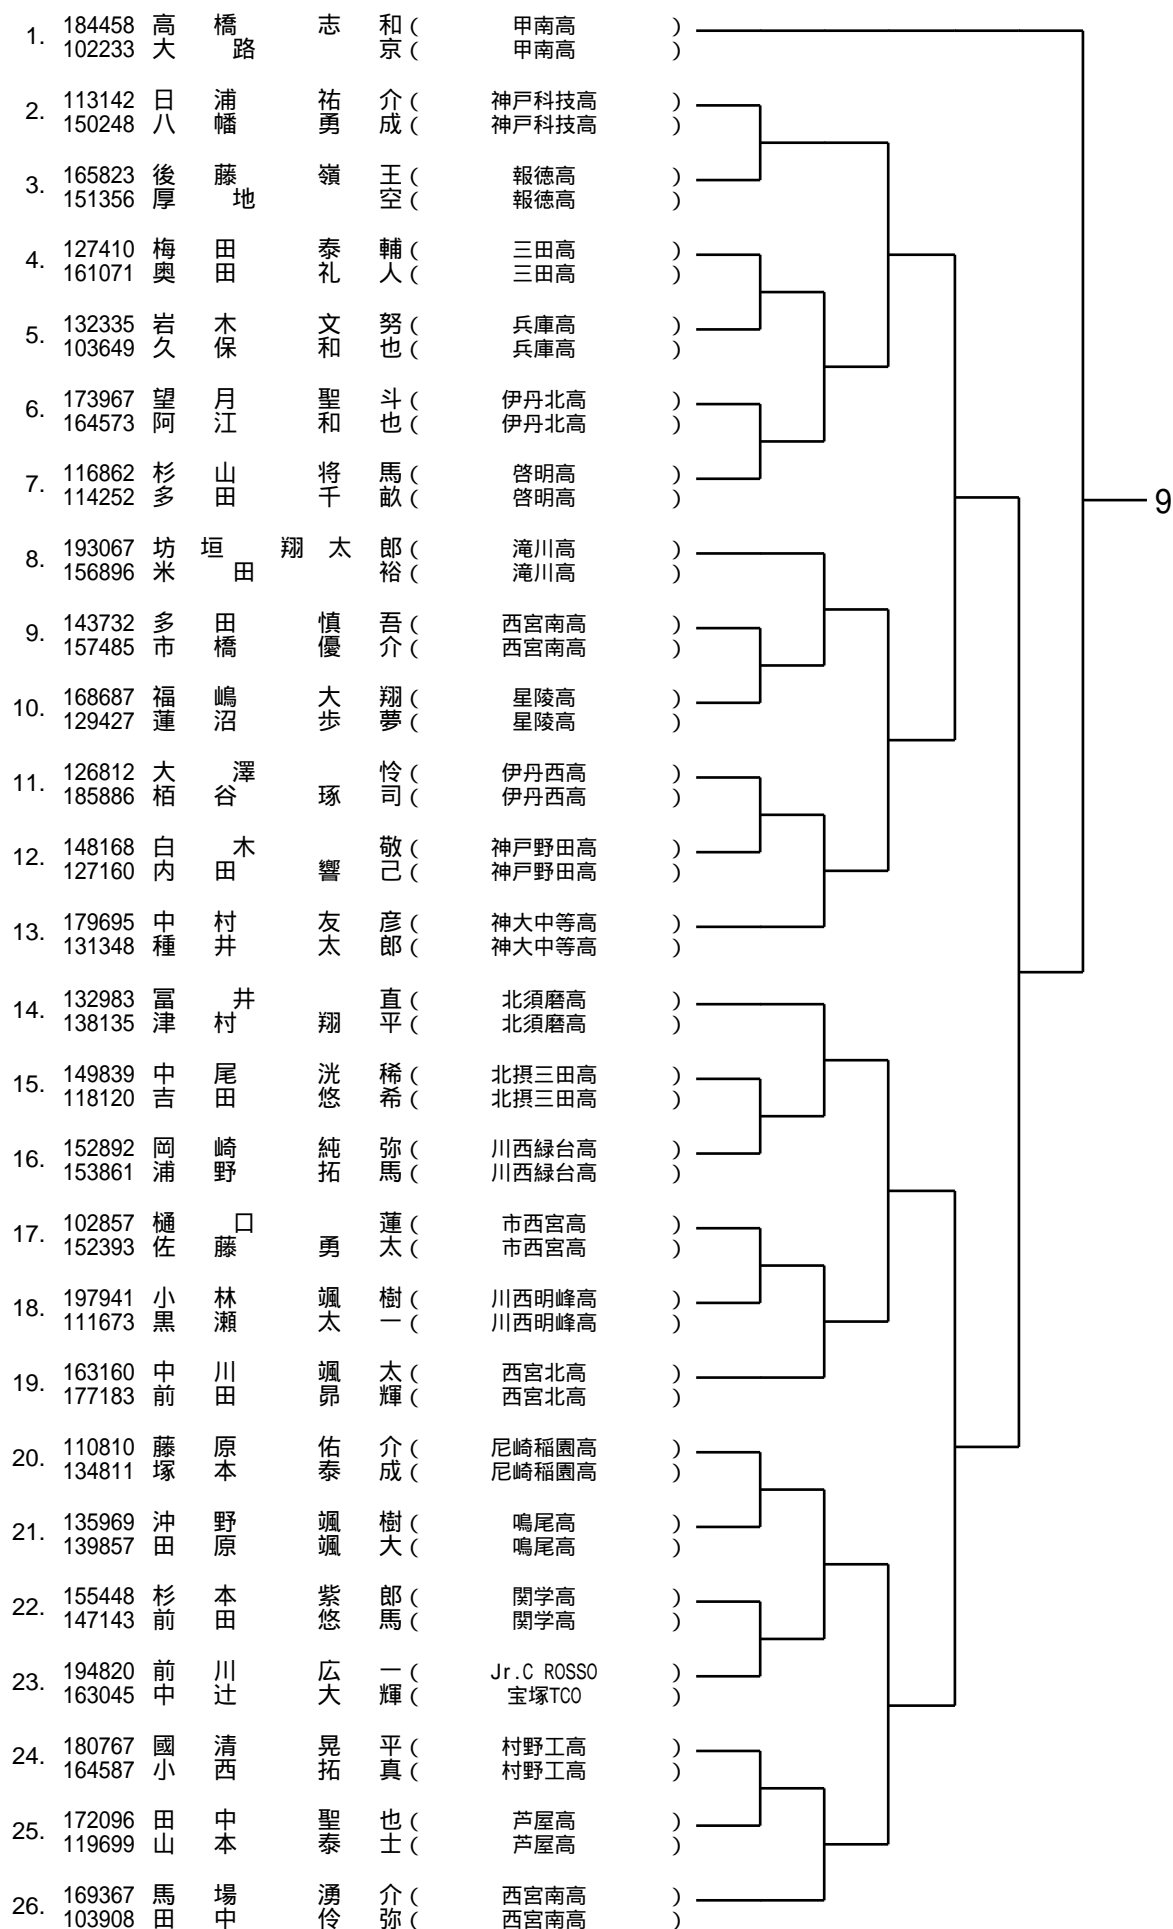 1. 184458 高橋 志和 ( 甲南高 )
102233 大路 京 ( 甲南高 )
2. 113142 日浦 祐介 ( 神戸科技高 )
150248 八幡 勇成 ( 神戸科技高 )
3. 165823 後藤 嶺王 ( 報徳高 )
151356 厚地 空 ( 報徳高 )
4. 127410 梅田 泰輔 ( 三田高 )
161071 奥田 礼人 ( 三田高 )
5. 132335 岩木 文努 ( 兵庫高 )
103649 久保 和也 ( 兵庫高 )
6. 173967 望月 聖斗 ( 伊丹北高 )
164573 阿江 和也 ( 伊丹北高 )
7. 116862 杉山 将馬 ( 啓明高 )
114252 多田 千畝 ( 啓明高 )
9
8. 193067 坊垣 翔太郎 ( 滝川高 )
156896 米田 裕 ( 滝川高 )
9. 143732 多田 慎吾 ( 西宮南高 )
157485 市橋 優介 ( 西宮南高 )
10. 168687 福嶋 大翔 ( 星陵高 )
129427 蓮沼 歩夢 ( 星陵高 )
11. 126812 大澤 怜 ( 伊丹西高 )
185886 栢谷 琢司 ( 伊丹西高 )
12. 148168 白木 敬 ( 神戸野田高 )
127160 内田 響己 ( 神戸野田高 )
13. 179695 中村 友彦 ( 神大中等高 )
131348 種井 太郎 ( 神大中等高 )
14. 132983 冨井 直 ( 北須磨高 )
138135 津村 翔平 ( 北須磨高 )
15. 149839 中尾 洸稀 ( 北摂三田高 )
118120 吉田 悠希 ( 北摂三田高 )
16. 152892 岡崎 純弥 ( 川西緑台高 )
153861 浦野 拓馬 ( 川西緑台高 )
17. 102857 樋口 蓮 ( 市西宮高 )
152393 佐藤 勇太 ( 市西宮高 )
18. 197941 小林 颯樹 ( 川西明峰高 )
111673 黒瀬 太一 ( 川西明峰高 )
19. 163160 中川 颯太 ( 西宮北高 )
177183 前田 昴輝 ( 西宮北高 )
20. 110810 藤原 佑介 ( 尼崎稲園高 )
134811 塚本 泰成 ( 尼崎稲園高 )
21. 135969 沖野 颯樹 ( 鳴尾高 )
139857 田原 颯大 ( 鳴尾高 )
22. 155448 杉本 紫郎 ( 関学高 )
147143 前田 悠馬 ( 関学高 )
23. 194820 前川 広一 ( Jr.C ROSSO )
163045 中辻 大輝 ( 宝塚TCO )
24. 180767 國清 晃平 ( 村野工高 )
164587 小西 拓真 ( 村野工高 )
25. 172096 田中 聖也 ( 芦屋高 )
119699 山本 泰士 ( 芦屋高 )
26. 169367 馬場 湧介 ( 西宮南高 )
103908 田中 伶弥 ( 西宮南高 )